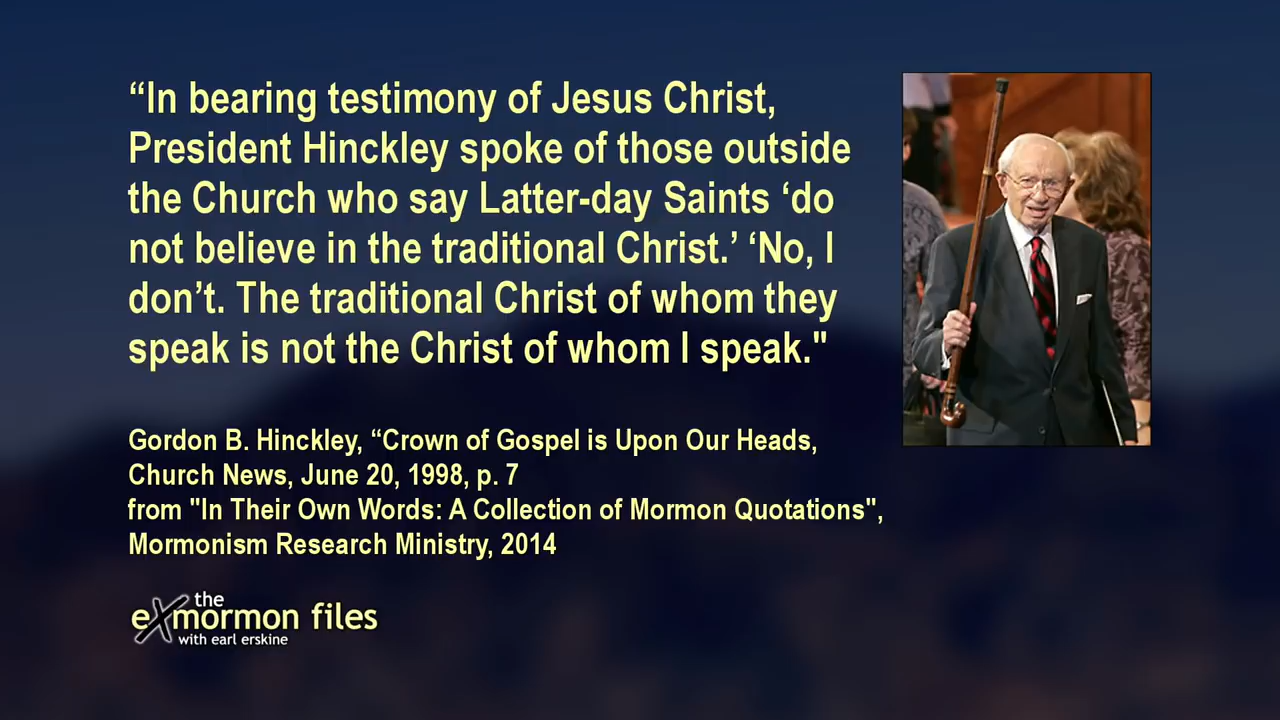 “In bearing testimony of Jesus Christ,
President Hinckley spoke of those outside
the Church who say Latter-day Saints ‘do
not believe in the traditional Christ.’ ‘No, I
don’t. The traditional Christ of whom they
speak is not the Christ of whom I speak."
Gordon B. Hinckley, “Crown of Gospel is Upon Our Heads,
Church News, June 20, 1998, p. 7
from "In Their Own Words: A Collection of Mormon Quotations",
Mormonism Research Ministry, 2014
the
exmormon files
with earl erskine